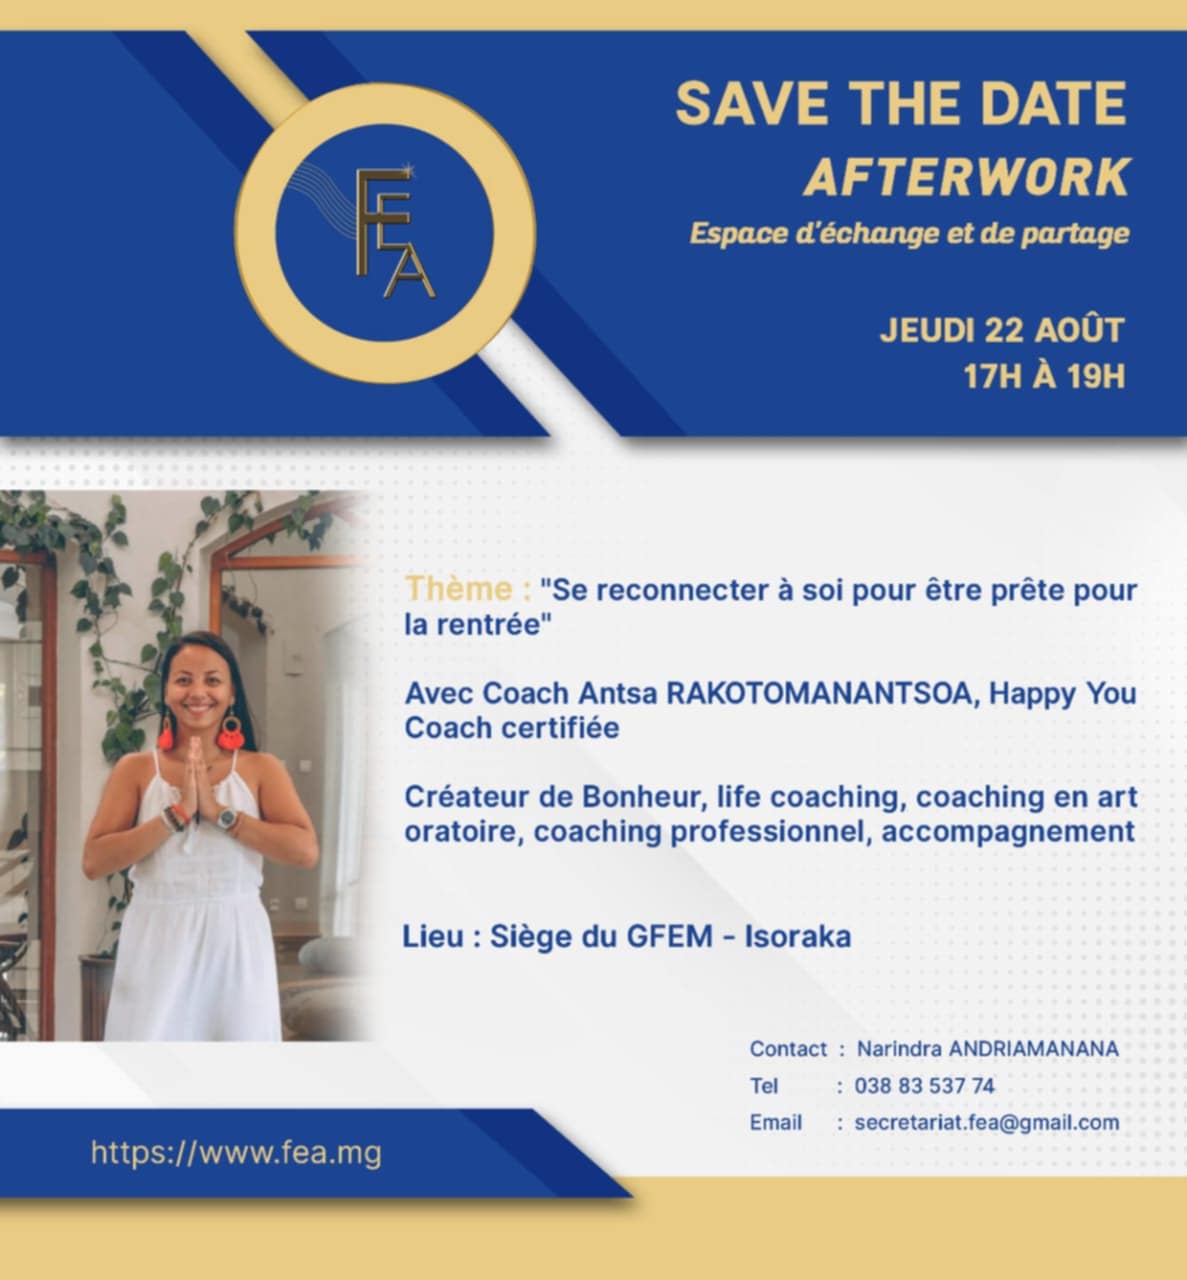 FEA
SAVE THE DATE
AFTERWORK
Espace d'échange et de partage
JEUDI 22 AOÛT
17H À 19H
Thème : "Se reconnecter à soi pour être prête pour
la rentrée"
Avec Coach Antsa RAKOTOMANANTSOA, Happy You
Coach certifiée
Créateur de Bonheur, life coaching, coaching en art
oratoire, coaching professionnel, accompagnement
Lieu : Siège du GFEM - Isoraka
Contact : Narindra ANDRIAMANANA
Tel : 038 83 537 74
Email : secretariat.fea@gmail.com
https://www.fea.mg